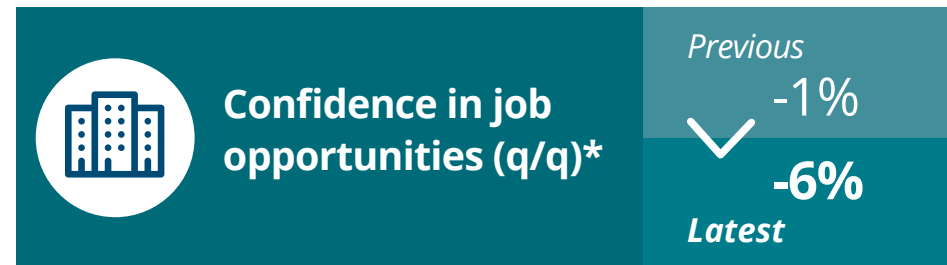 Confidence in job
opportunities (q/q)*
Previous
-1%
-6%
Latest